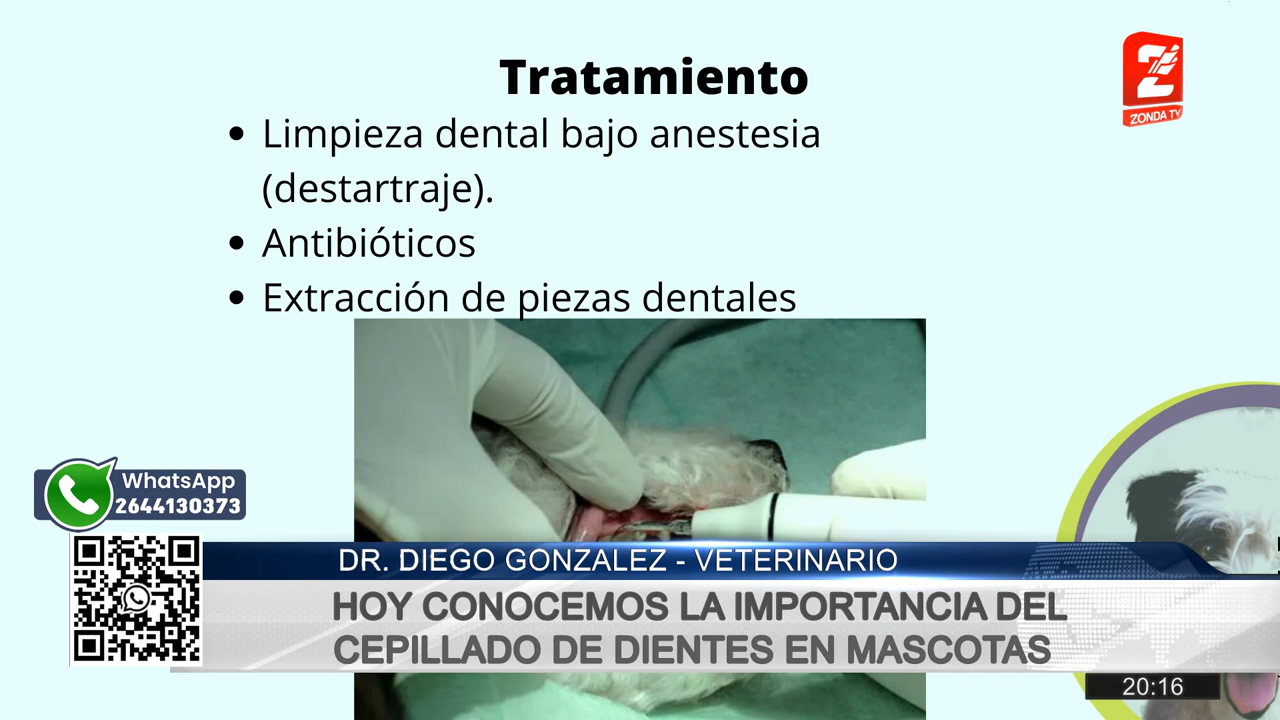 Tratamiento
ZONDA TV
• Limpieza dental bajo anestesia
(destartraje).
• Antibióticos
• Extracción de piezas dentales
WhatsApp
2644130373
DR. DIEGO GONZALEZ - VETERINARIO
HOY CONOCEMOS LA IMPORTANCIA DEL
CEPILLADO DE DIENTES EN MASCOTAS
20:16